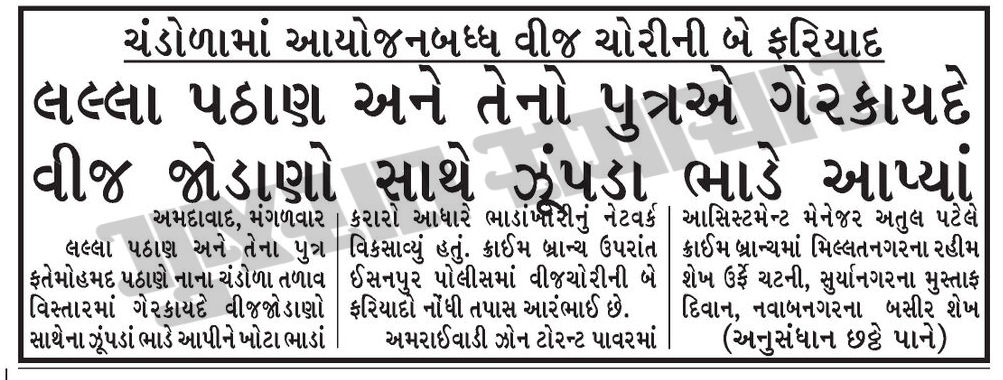 ચંડોળામાં આયોજનબધ્ધ વીજ ચોરીની બે ફરિયાદ
લલ્લા પઠાણ અને તેનો પુત્રએ ગેરકાયદે
વીજ જોડાણો સાથે ઝૂંપડા ભાડે આપ્યાં
અમદાવાદ, મંગળવાર
લલ્લા પઠાણ અને તેના પુત્ર
ફતેમોહમદ પઠાણે નાના ચંડોળા તળાવ
વિસ્તારમાં ગેરકાયદે વીજજોડાણો
સાથેના ઝૂંપડાં ભાડે આપીને ખોટા ભાડાં
કરારો આધારે ભાડાંખોરીનું નેટવર્ક
વિકસાવ્યું હતું. ક્રાઈમ બ્રાન્ચ ઉપરાંત
ઈસનપુર પોલીસમાં વીજચોરીની બે
ફરિયાદો નોંધી તપાસ આરંભાઈ છે.
અમરાઈવાડી ઝોન ટોરન્ટ પાવરમાં
આસિસ્ટમેન્ટ મેનેજર અતુલ પટેલે
ક્રાઈમ બ્રાન્ચમાં મિલ્લતનગરના રહીમ
શેખ ઉર્ફે ચટની, સુર્યાનગરના મુસ્તાક
દિવાન, નવાબનગરના બસીર શેખ
(અનુસંધાન છઠ્ઠે પાને)
ગુજરાત સમાચાર